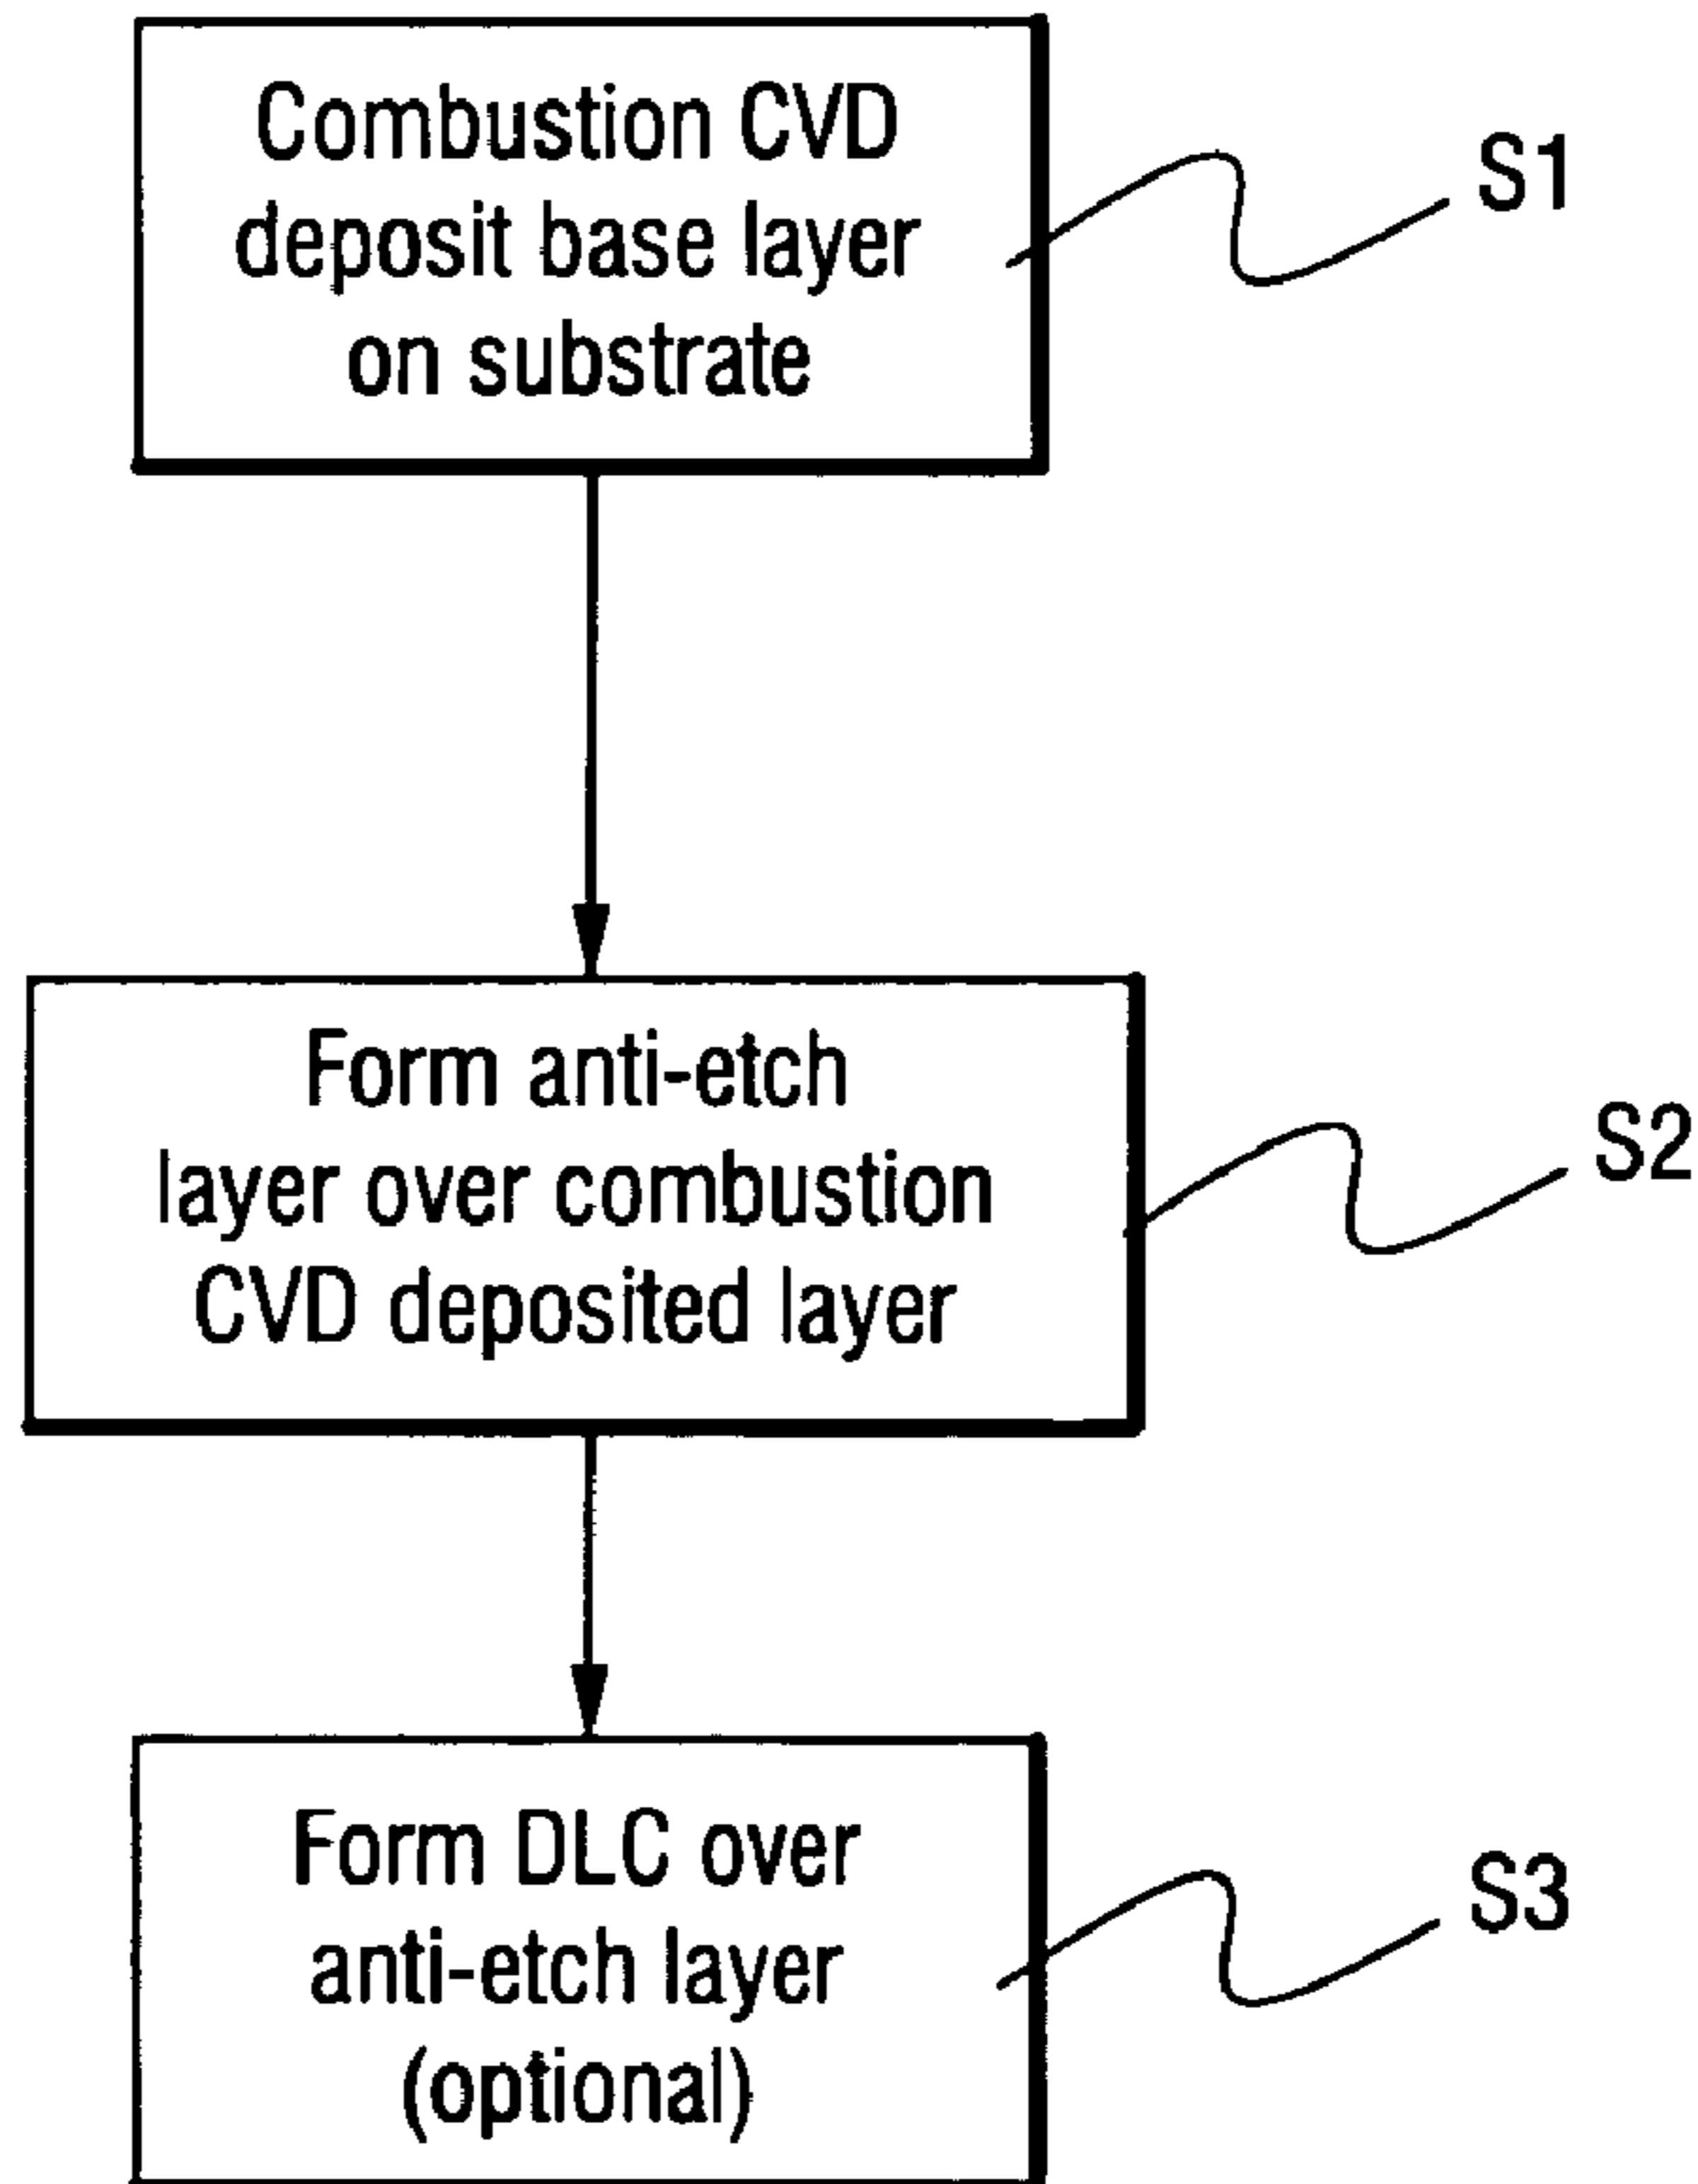 Combustion CVD
deposit base layer
on substrate
S1
Form anti-etch
layer over combustion
CVD deposited layer
S2
Form DLC over
anti-etch layer
(optional)
S3